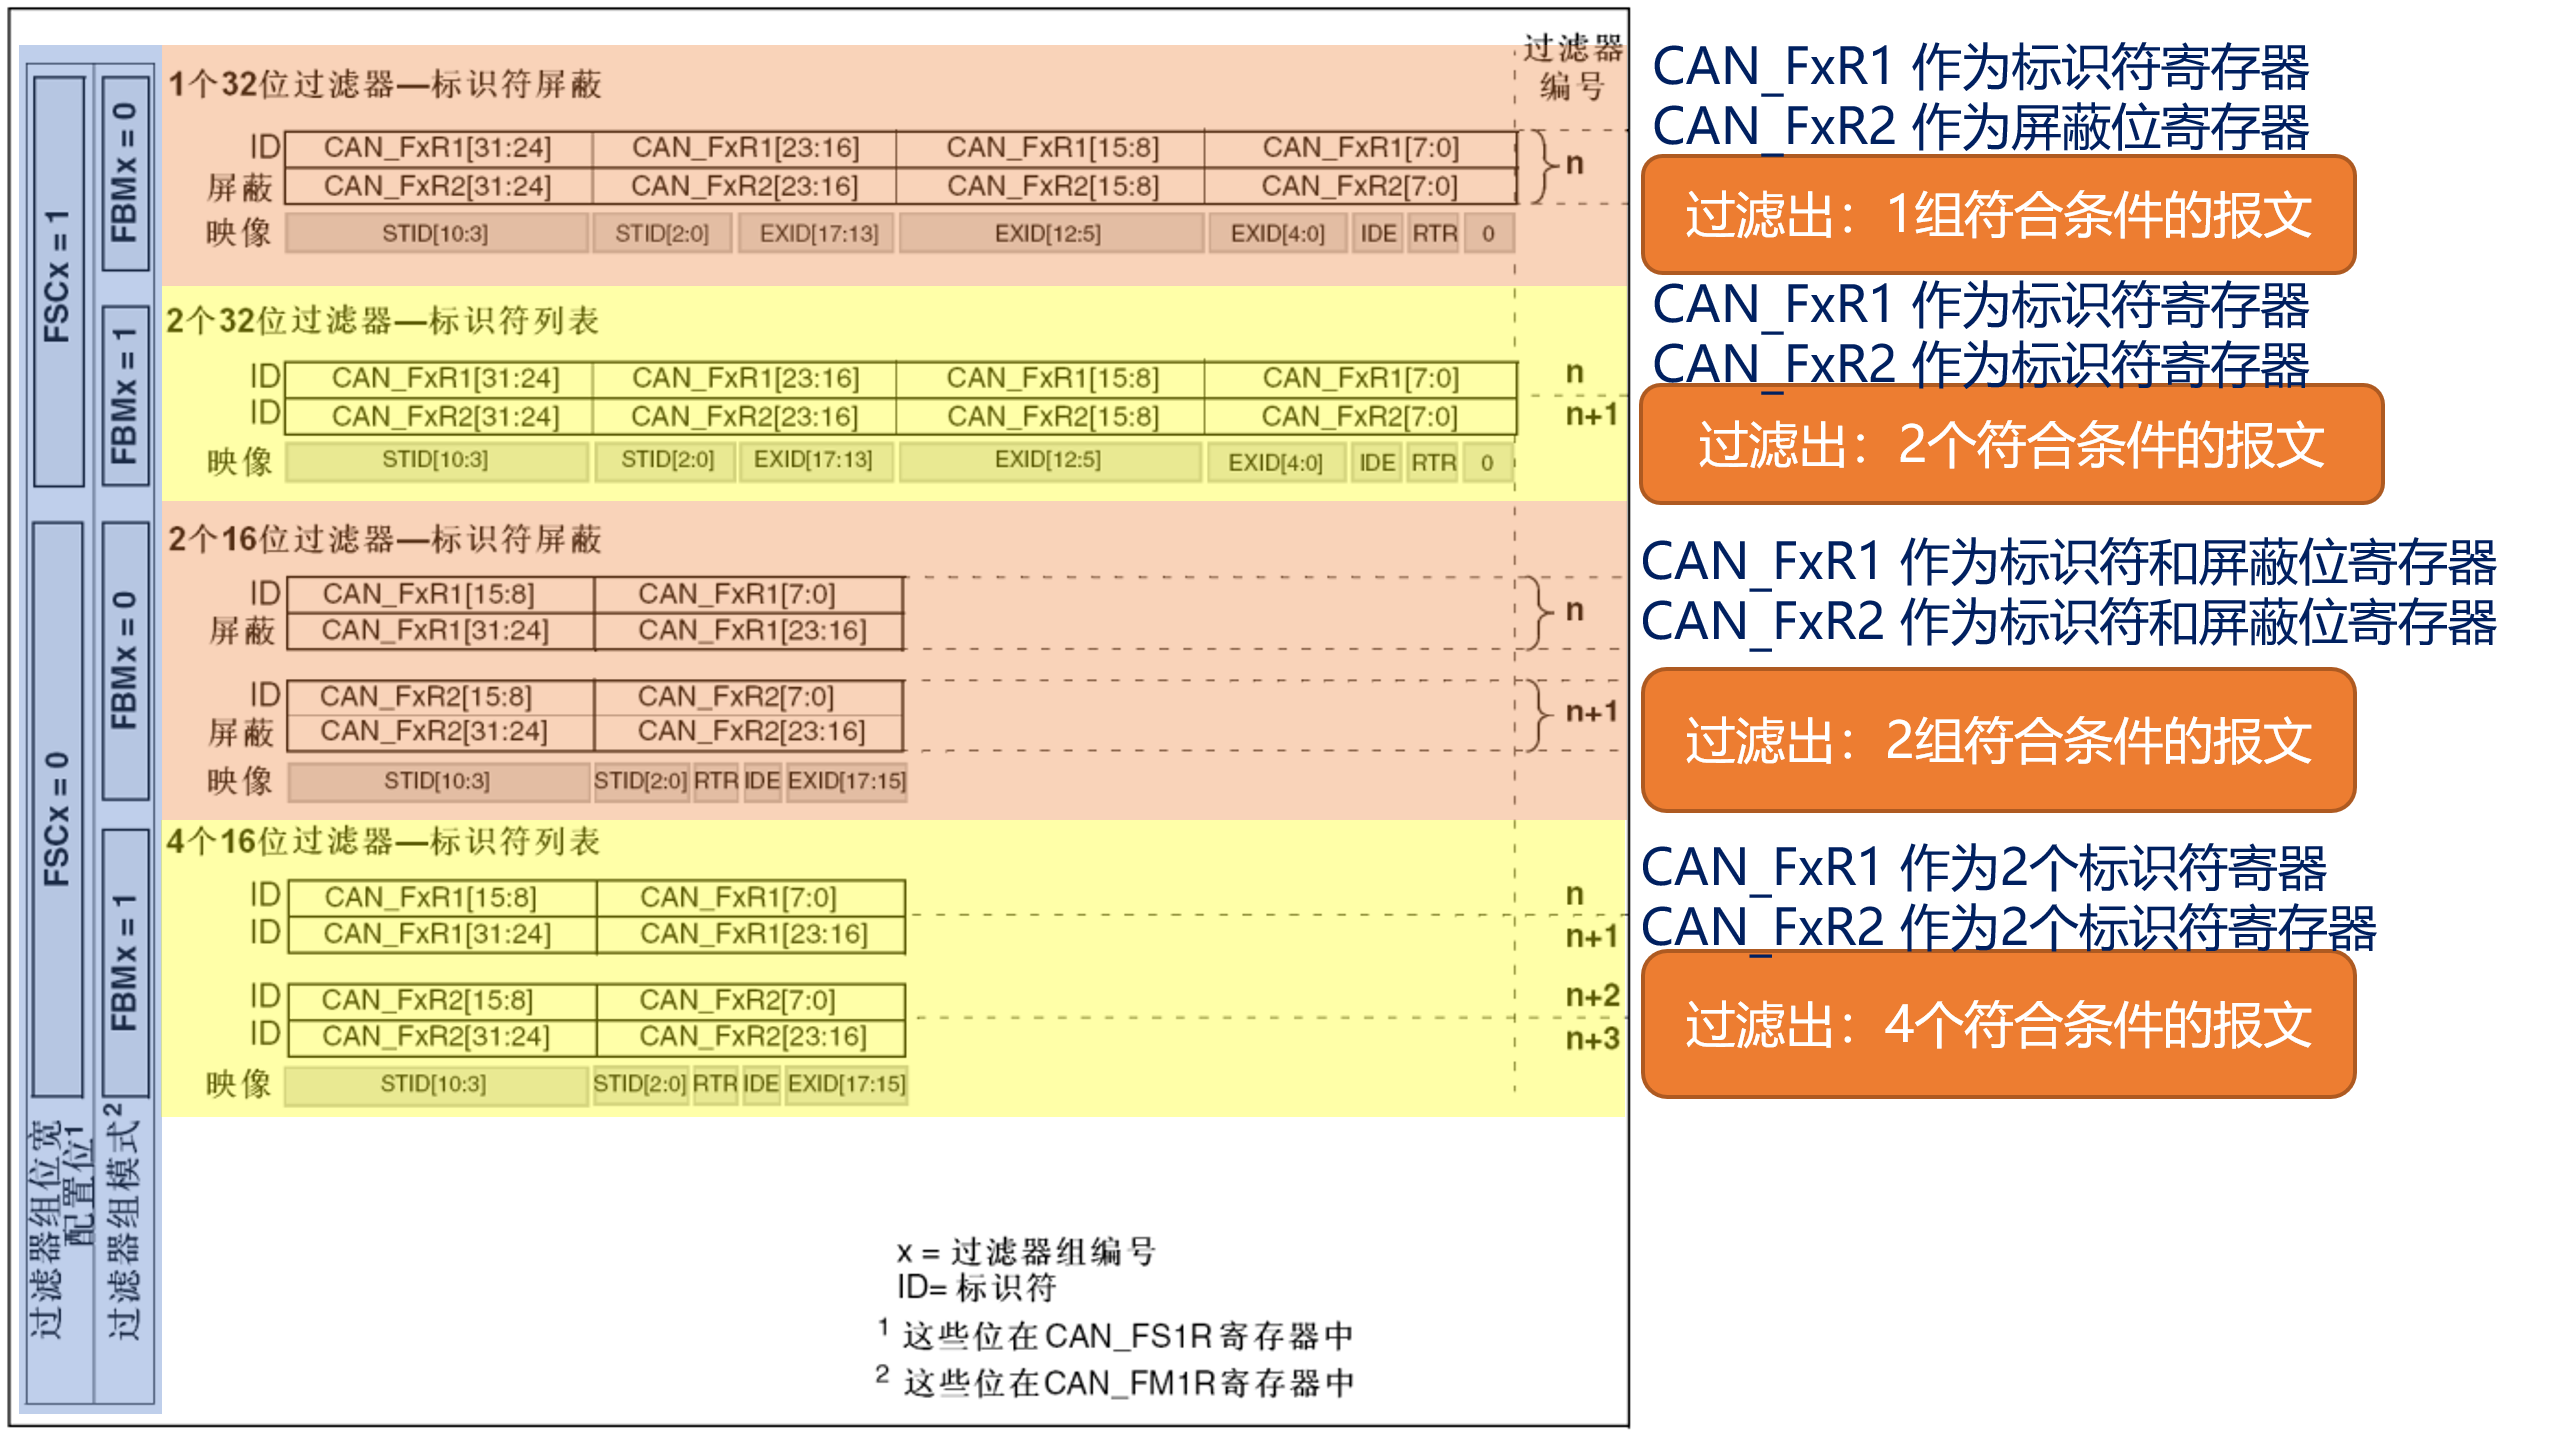 过滤器
编号
1个32位过滤器—标识符屏蔽
ID CAN_FxR1[31:24] CAN_FxR1[23:16] CAN_FxR1[15:8] CAN_FxR1[7:0] n
屏蔽 CAN_FxR2[31:24] CAN_FxR2[23:16] CAN_FxR2[15:8] CAN_FxR2[7:0]
映像 STID[10:3] STID[2:0] EXID[17:13] EXID[12:5] EXID[4:0] IDE RTR 0
2个32位过滤器—标识符列表
ID CAN_FxR1[31:24] CAN_FxR1[23:16] CAN_FxR1[15:8] CAN_FxR1[7:0] n
ID CAN_FxR2[31:24] CAN_FxR2[23:16] CAN_FxR2[15:8] CAN_FxR2[7:0] n+1
映像 STID[10:3] STID[2:0] EXID[17:13] EXID[12:5] EXID[4:0] IDE RTR 0
2个16位过滤器—标识符屏蔽
ID CAN_FxR1[15:8] CAN_FxR1[7:0] n
屏蔽 CAN_FxR1[31:24] CAN_FxR1[23:16]
ID CAN_FxR2[15:8] CAN_FxR2[7:0] n+1
屏蔽 CAN_FxR2[31:24] CAN_FxR2[23:16]
映像 STID[10:3] STID[2:0] RTR IDE EXID[17:15]
4个16位过滤器—标识符列表
ID CAN_FxR1[15:8] CAN_FxR1[7:0] n
ID CAN_FxR1[31:24] CAN_FxR1[23:16] n+1
ID CAN_FxR2[15:8] CAN_FxR2[7:0] n+2
ID CAN_FxR2[31:24] CAN_FxR2[23:16] n+3
映像 STID[10:3] STID[2:0] RTR IDE EXID[17:15]
FSCx = 1
FSCx = 0
过滤器组位宽
配置位1
FBMx = 0
FBMx = 1
FBMx = 0
FBMx = 1
过滤器组模式2
x = 过滤器组编号
ID= 标识符
1 这些位在CAN_FS1R寄存器中
2 这些位在CAN_FM1R寄存器中
CAN_FxR1 作为标识符寄存器
CAN_FxR2 作为屏蔽位寄存器
过滤出：1组符合条件的报文
CAN_FxR1 作为标识符寄存器
CAN_FxR2 作为标识符寄存器
过滤出：2个符合条件的报文
CAN_FxR1 作为标识符和屏蔽位寄存器
CAN_FxR2 作为标识符和屏蔽位寄存器
过滤出：2组符合条件的报文
CAN_FxR1 作为2个标识符寄器
CAN_FxR2 作为2个标识符寄存器
过滤出：4个符合条件的报文